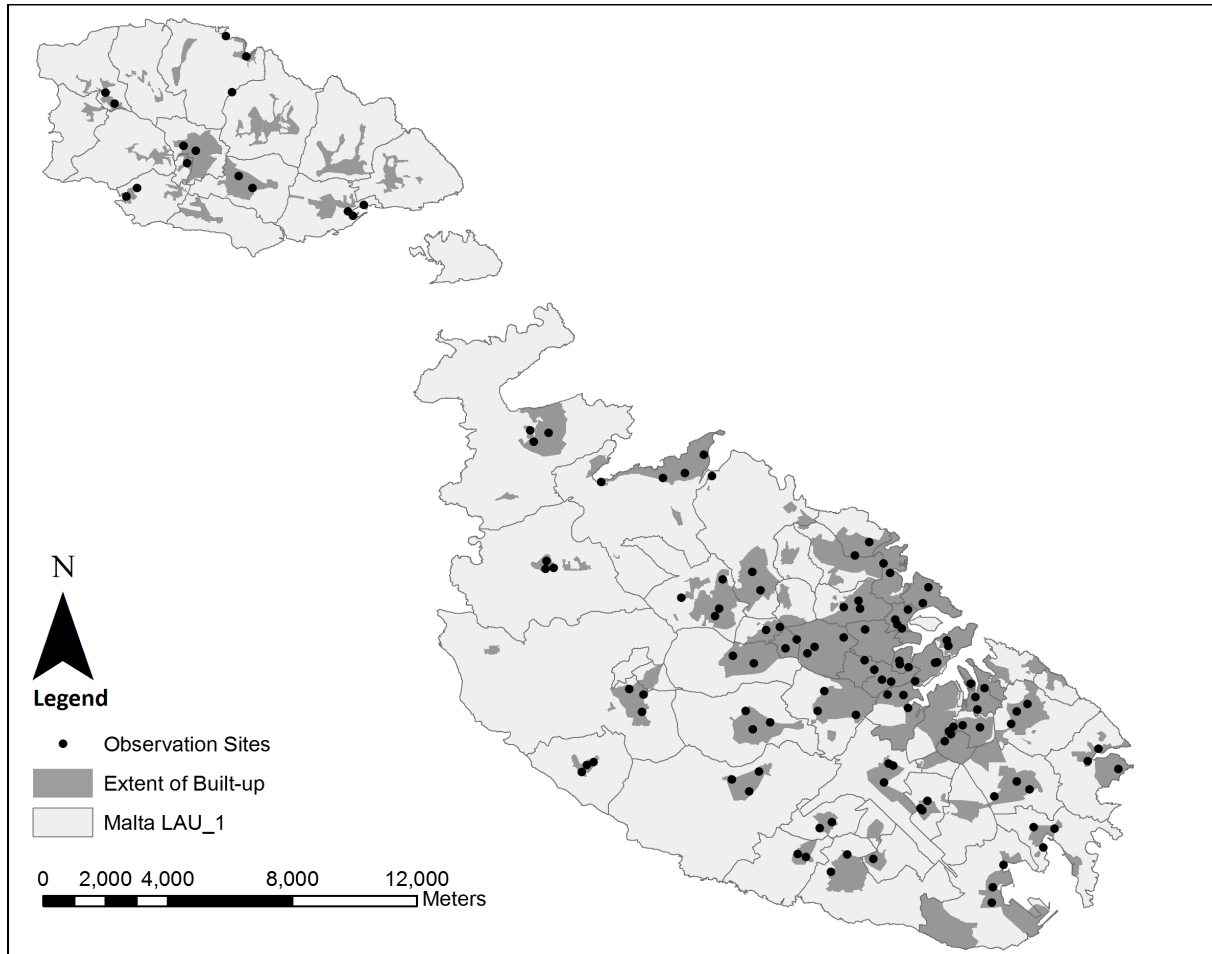 N
Legend
Observation Sites
Extent of Built-up
Malta LAU_1
0 2,000 4,000 8,000 12,000
Meters